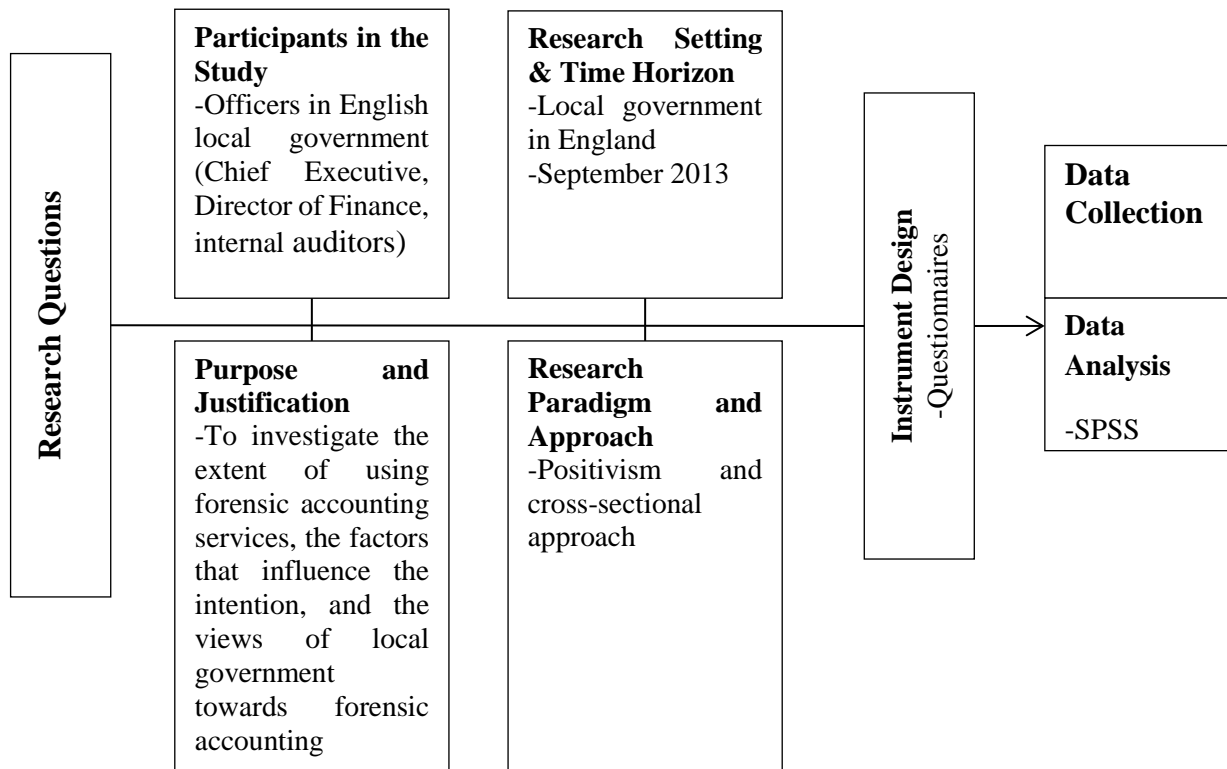 Research Questions
Participants in the
Study
-Officers in English
local government
(Chief Executive,
Director of Finance,
internal auditors)
Purpose and
Justification
-To investigate the
extent of using
forensic accounting
services, the factors
that influence the
intention, and the
views of local
government
towards forensic
accounting
Research Setting
& Time Horizon
-Local government
in England
-September 2013
Research
Paradigm and
Approach
-Positivism and
cross-sectional
approach
Instrument Design
-Questionnaires
Data
Collection
Data
Analysis
-SPSS